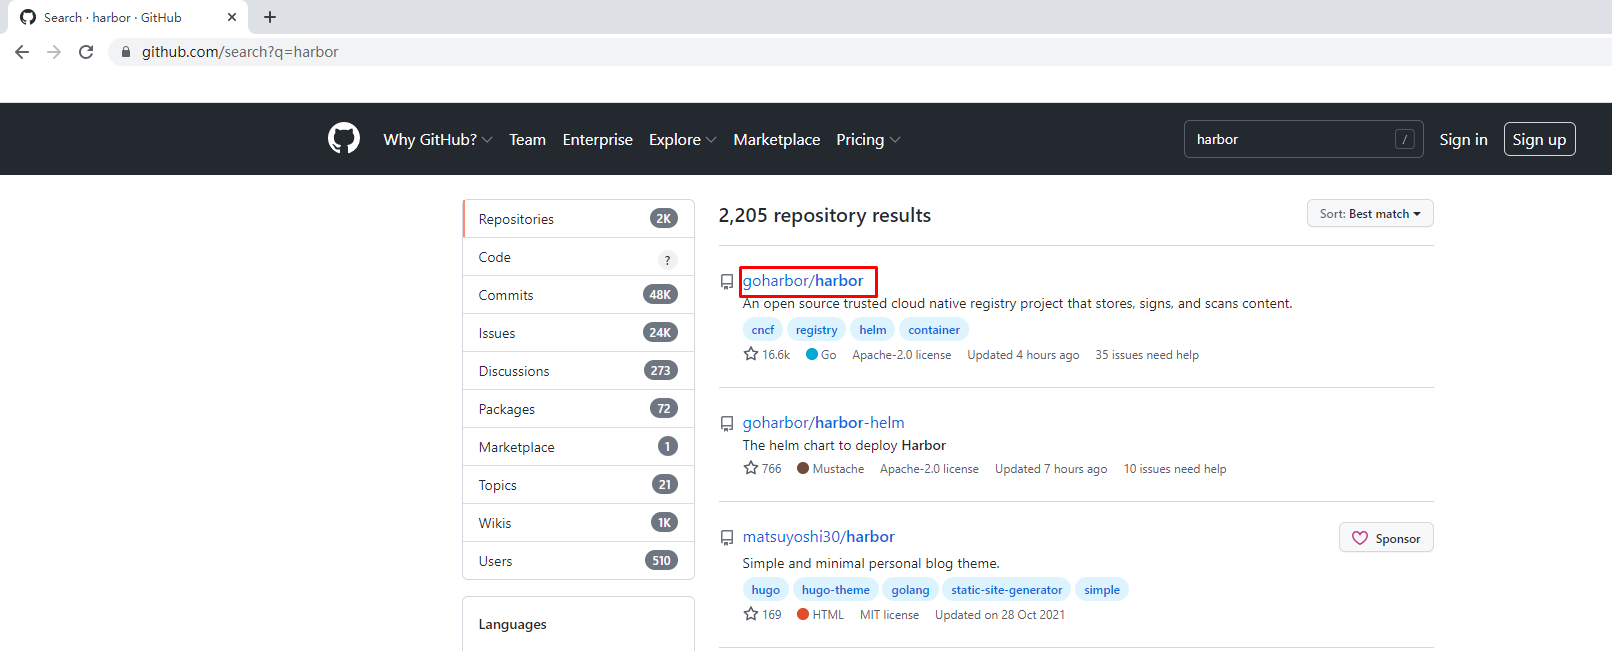 Search · harbor · GitHub
github.com/search?q=harbor
Why GitHub? Team Enterprise Explore Marketplace Pricing harbor / Sign in Sign up
Repositories 2K
Code ?
Commits 48K
Issues 24K
Discussions 273
Packages 72
Marketplace 1
Topics 21
Wikis 1K
Users 510
Languages
2,205 repository results Sort: Best match
goharbor/harbor
An open source trusted cloud native registry project that stores, signs, and scans content.
cncf registry helm container
16.6k Go Apache-2.0 license Updated 4 hours ago 35 issues need help
goharbor/harbor-helm
The helm chart to deploy Harbor
766 Mustache Apache-2.0 license Updated 7 hours ago 10 issues need help
matsuyoshi30/harbor Sponsor
Simple and minimal personal blog theme.
hugo hugo-theme golang static-site-generator simple
169 HTML MIT license Updated on 28 Oct 2021